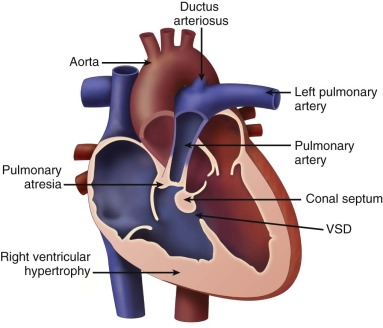 Ductus
arteriosus
Aorta
Left pulmonary
artery
Pulmonary
artery
Pulmonary
atresia
Conal septum
VSD
Right ventricular
hypertrophy